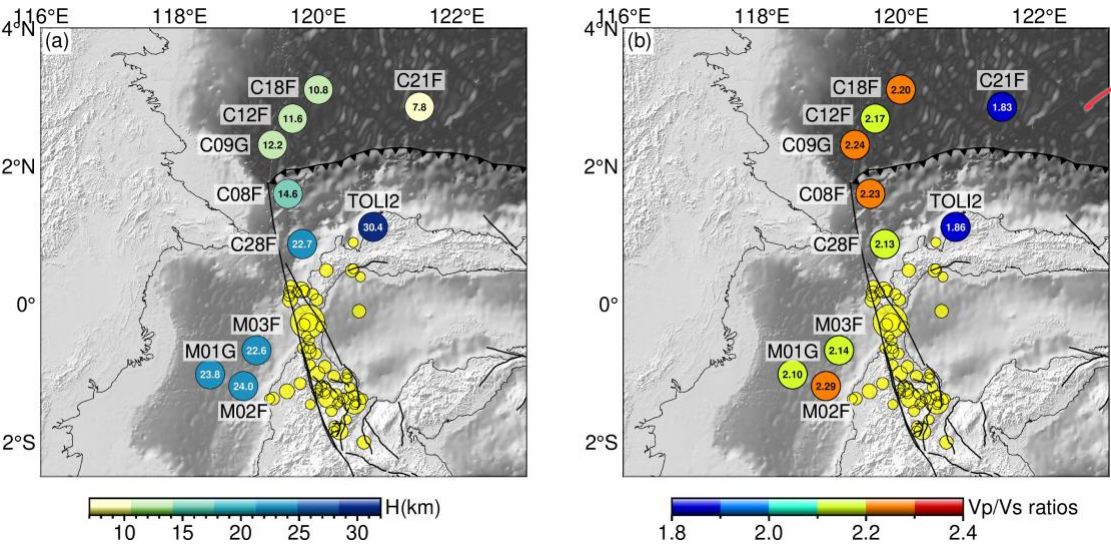 116°E 118°E 120°E 122°E
4°N
2°N
0°
2°S
(a)
C18F 10.8
C21F 7.8
C12F 11.6
C09G 12.2
C08F 14.6
TOLI2 30.4
C28F 22.7
M03F 22.6
M01G 23.8
M02F 24.0
10 15 20 25 30 H(km)
116°E 118°E 120°E 122°E
4°N
2°N
0°
2°S
(b)
C18F 2.20
C21F 1.83
C12F 2.17
C09G 2.24
C08F 2.23
TOLI2 1.86
C28F 2.13
M03F 2.14
M01G 2.10
M02F 2.29
1.8 2.0 2.2 2.4 Vp/Vs ratios